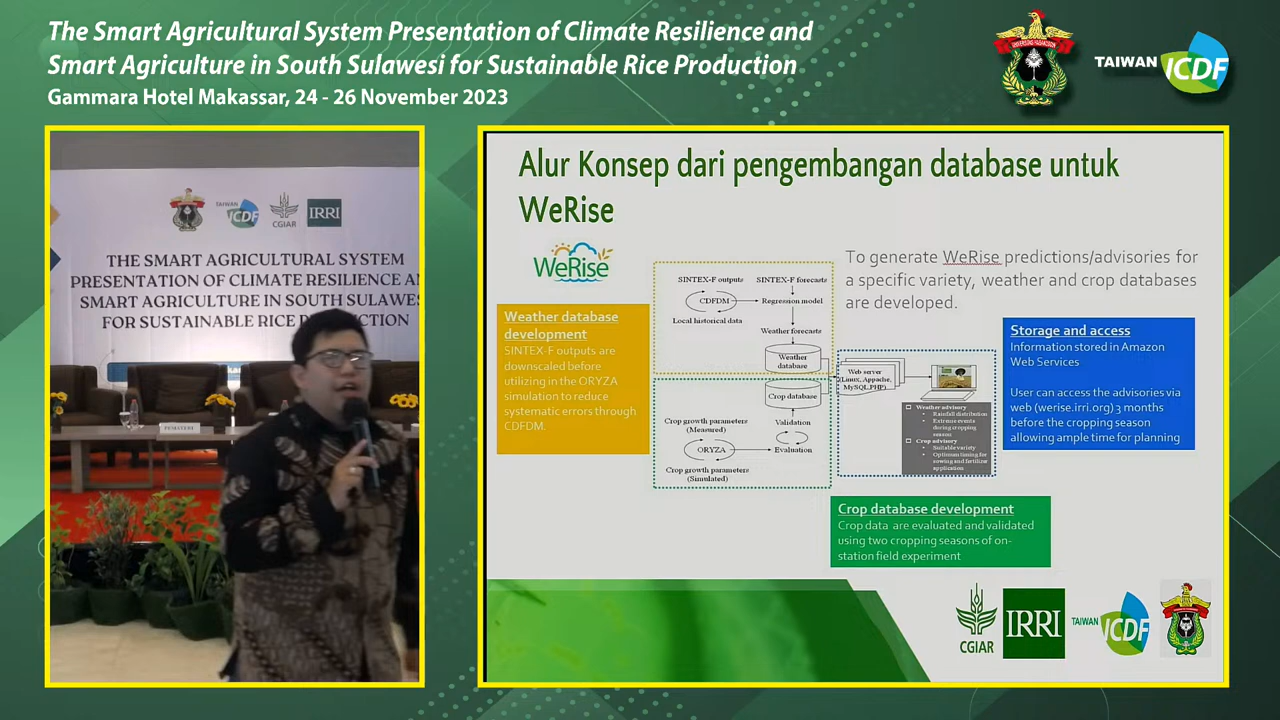 The Smart Agricultural System Presentation of Climate Resilience and
Smart Agriculture in South Sulawesi for Sustainable Rice Production
Gammara Hotel Makassar, 24 - 26 November 2023
TAIWAN ICDF
TAIWAN
ICDF
CGIAR
IRRI
THE SMART AGRICULTURAL SYSTEM
PRESENTATION OF CLIMATE RESILIENCE AN
SMART AGRICULTURE IN SOUTH SULAWES
FOR SUSTAINABLE RICE PRODUCTION
Alur Konsep dari pengembangan database untuk
WeRise
WeRise
To generate WeRise predictions/advisories for
a specific variety, weather and crop databases
are developed.
Weather database
development
SINTEX-F outputs are
downscaled before
utilizing in the ORYZA
simulation to reduce
systematic errors through
CDFDM.
SINTEX-F outputs
SINTEX-F forecasts
CDFDM
Regression model
Local historical data
Weather forecasts
Weather
database
Crop database
Crop growth parameters
(Measured)
Validation
ORYZA
Evaluation
Crop growth parameters
(Simulated)
Web server
(Linux, Appache,
MySQL,PHP)
Weather advisory
Rainfall distribution
Extreme events
during cropping
season
Crop advisory
Suitable variety
Optimum timing for
sowing and fertilizer
application
Storage and access
Information stored in Amazon
Web Services
User can access the advisories via
web (werise.irri.org) 3 months
before the cropping season
allowing ample time for planning
Crop database development
Crop data are evaluated and validated
using two cropping seasons of on-
station field experiment
CGIAR
IRRI
TAIWAN ICDF